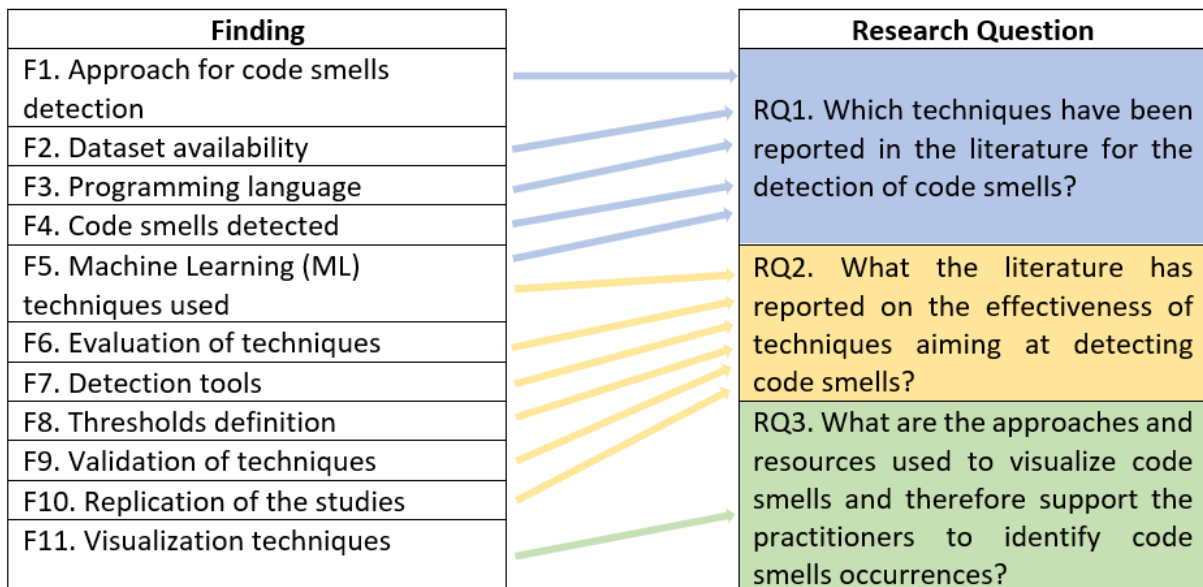 Finding
F1. Approach for code smells
detection
F2. Dataset availability
F3. Programming language
F4. Code smells detected
F5. Machine Learning (ML)
techniques used
F6. Evaluation of techniques
F7. Detection tools
F8. Thresholds definition
F9. Validation of techniques
F10. Replication of the studies
F11. Visualization techniques
Research Question
RQ1. Which techniques have been
reported in the literature for the
detection of code smells?
RQ2. What the literature has
reported on the effectiveness of
techniques aiming at detecting
code smells?
RQ3. What are the approaches and
resources used to visualize code
smells and therefore support the
practitioners to identify code
smells occurrences?